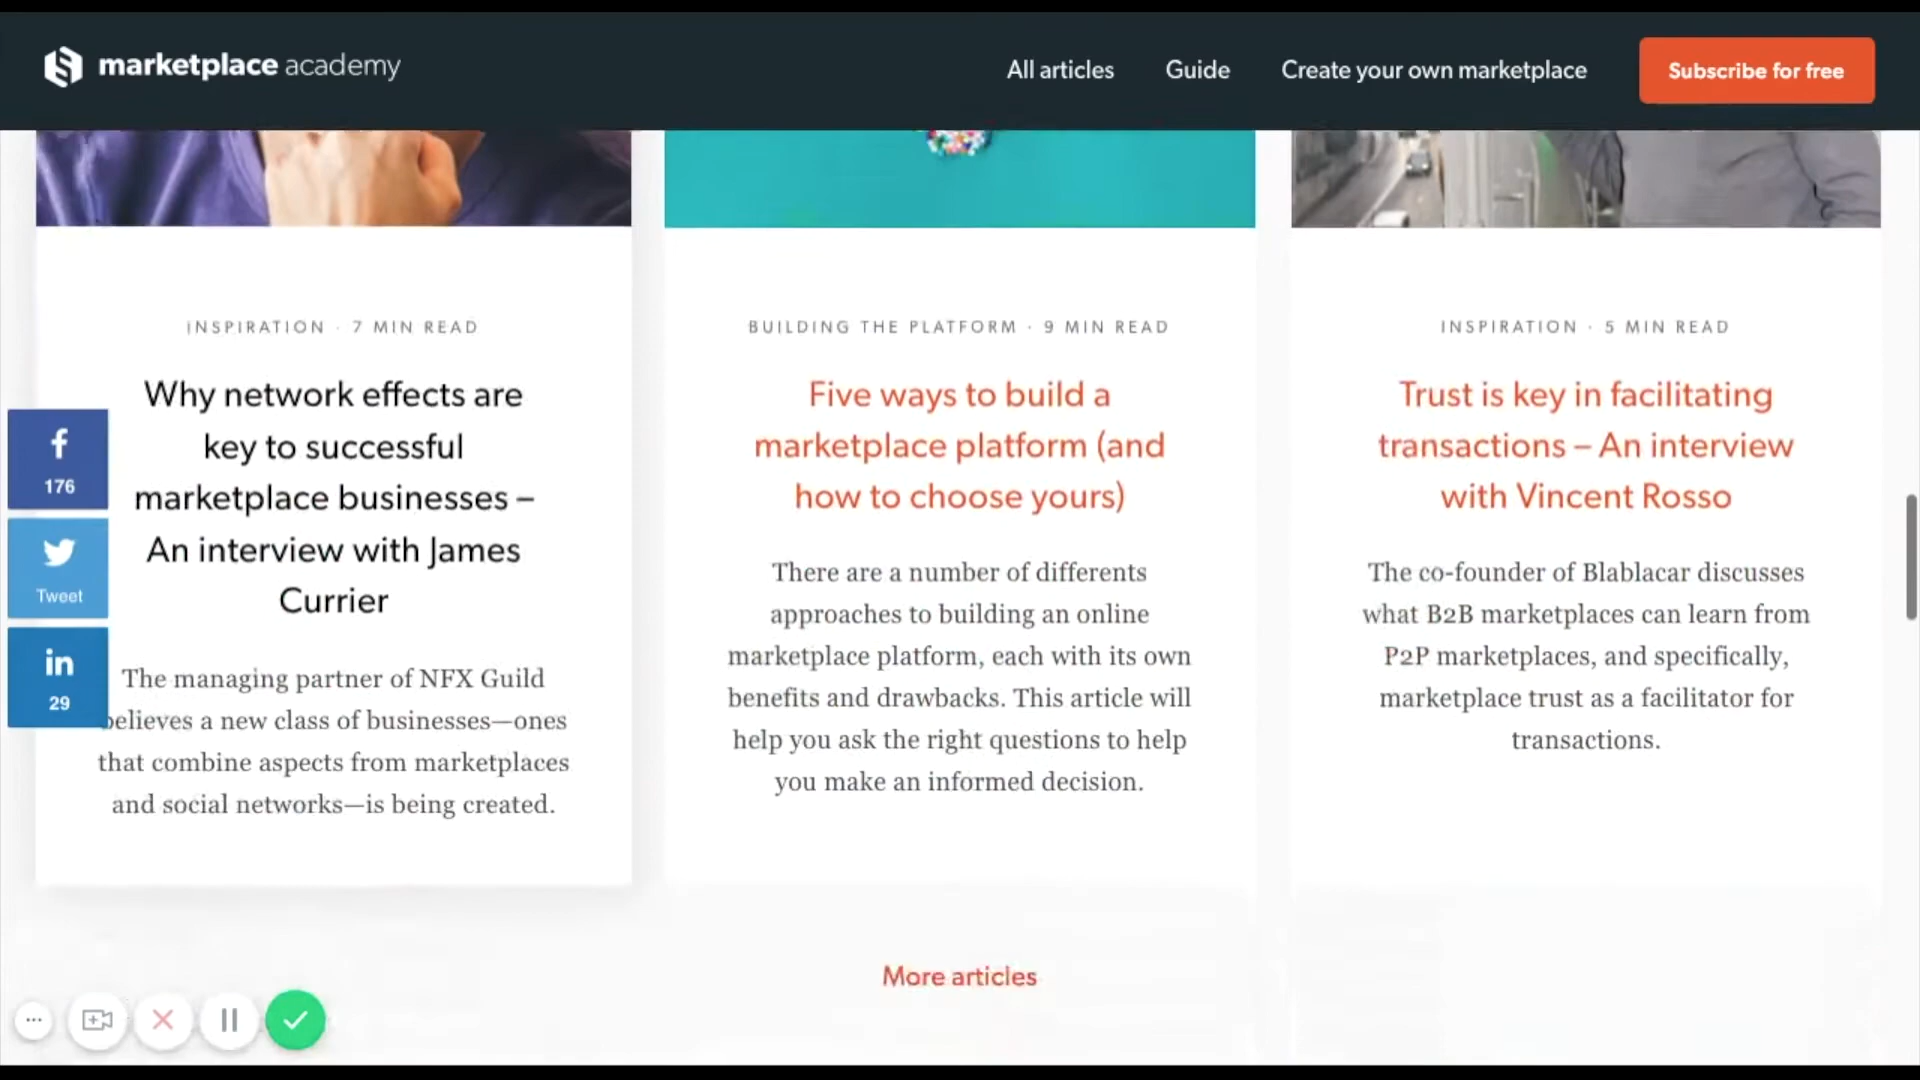 marketplace academy
All articles
Guide
Create your own marketplace
Subscribe for free
INSPIRATION · 7 MIN READ
Why network effects are
key to successful
marketplace businesses –
An interview with James
Currier
The managing partner of NFX Guild
believes a new class of businesses—ones
that combine aspects from marketplaces
and social networks—is being created.
BUILDING THE PLATFORM · 9 MIN READ
Five ways to build a
marketplace platform (and
how to choose yours)
There are a number of differents
approaches to building an online
marketplace platform, each with its own
benefits and drawbacks. This article will
help you ask the right questions to help
you make an informed decision.
INSPIRATION · 5 MIN READ
Trust is key in facilitating
transactions – An interview
with Vincent Rosso
The co-founder of Blablacar discusses
what B2B marketplaces can learn from
P2P marketplaces, and specifically,
marketplace trust as a facilitator for
transactions.
f
176
Tweet
in
29
More articles